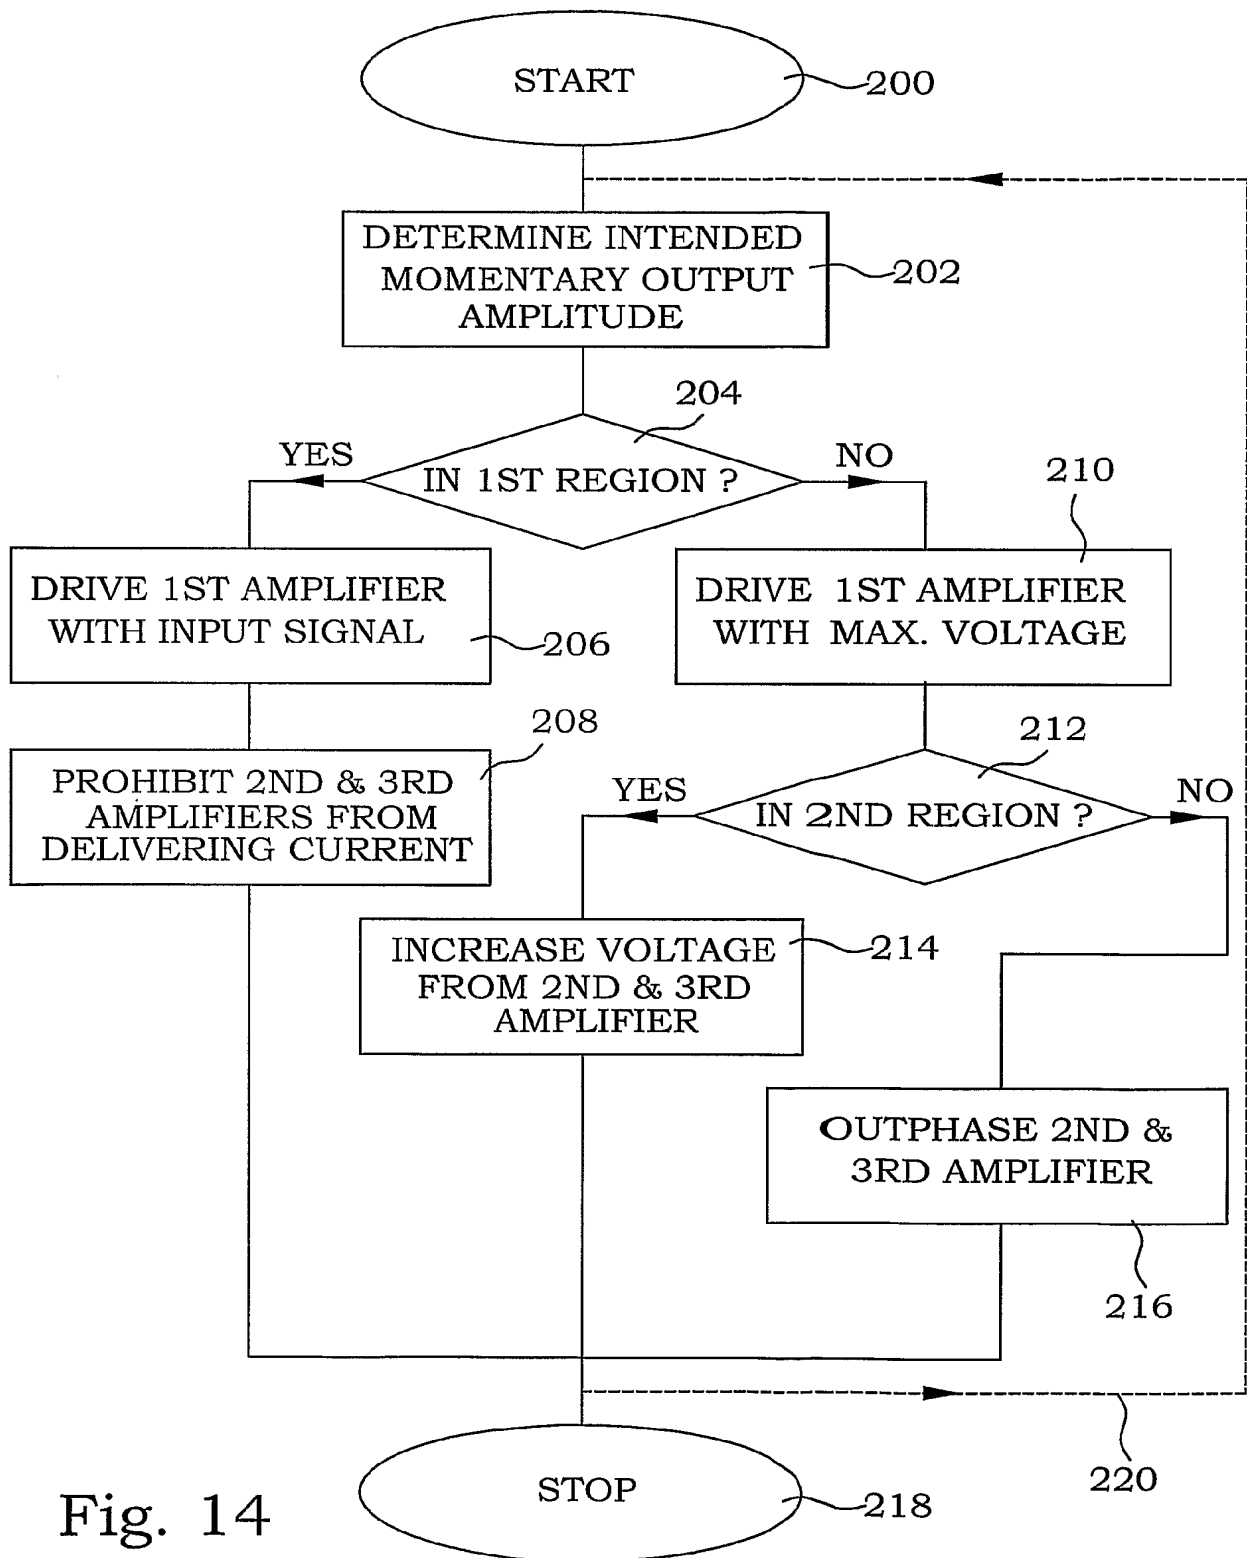 START
200
DETERMINE INTENDED
MOMENTARY OUTPUT
AMPLITUDE
202
204
YES
IN 1ST REGION ?
NO
210
DRIVE 1ST AMPLIFIER
WITH INPUT SIGNAL
206
DRIVE 1ST AMPLIFIER
WITH MAX. VOLTAGE
208
PROHIBIT 2ND & 3RD
AMPLIFIERS FROM
DELIVERING CURRENT
212
YES
IN 2ND REGION ?
NO
INCREASE VOLTAGE
FROM 2ND & 3RD
AMPLIFIER
214
OUTPHASE 2ND &
3RD AMPLIFIER
216
220
STOP
218
Fig. 14